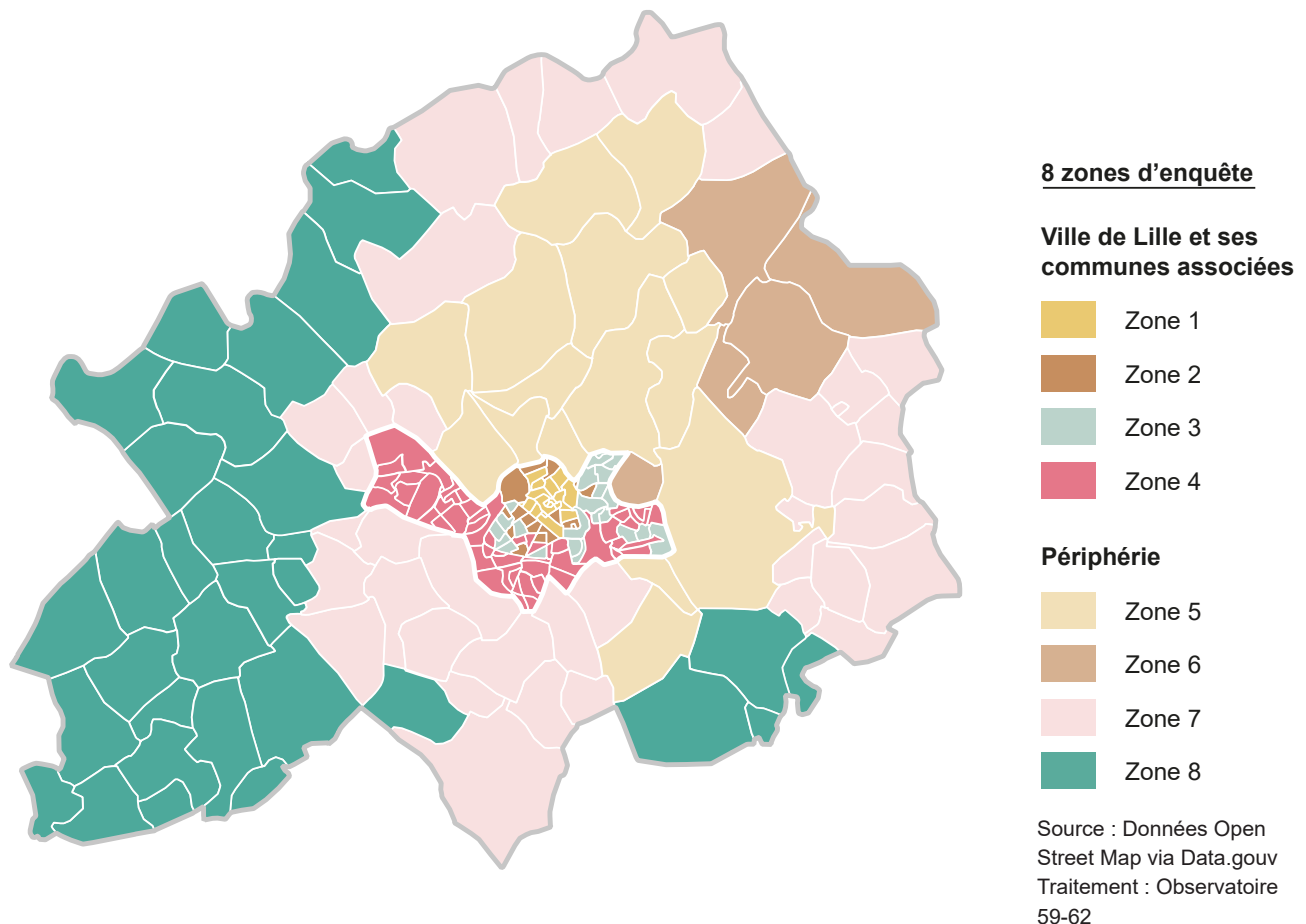 8 zones d’enquête
Ville de Lille et ses
communes associées
Zone 1
Zone 2
Zone 3
Zone 4
Périphérie
Zone 5
Zone 6
Zone 7
Zone 8
Source : Données Open
Street Map via Data.gouv
Traitement : Observatoire
59-62